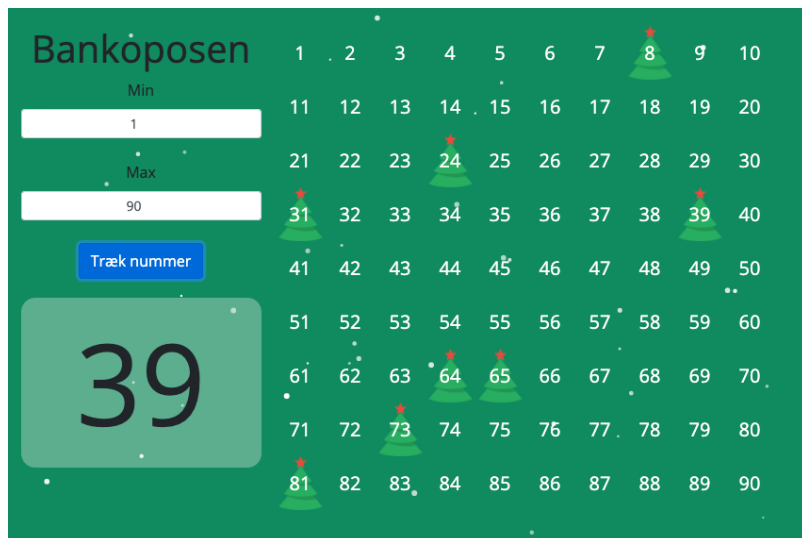 Bankoposen
Min
1
Max
90
Træk nummer
39
1 2 3 4 5 6 7 8 9 10
11 12 13 14 15 16 17 18 19 20
21 22 23 24 25 26 27 28 29 30
31 32 33 34 35 36 37 38 39 40
41 42 43 44 45 46 47 48 49 50
51 52 53 54 55 56 57 58 59 60
61 62 63 64 65 66 67 68 69 70
71 72 73 74 75 76 77 78 79 80
81 82 83 84 85 86 87 88 89 90